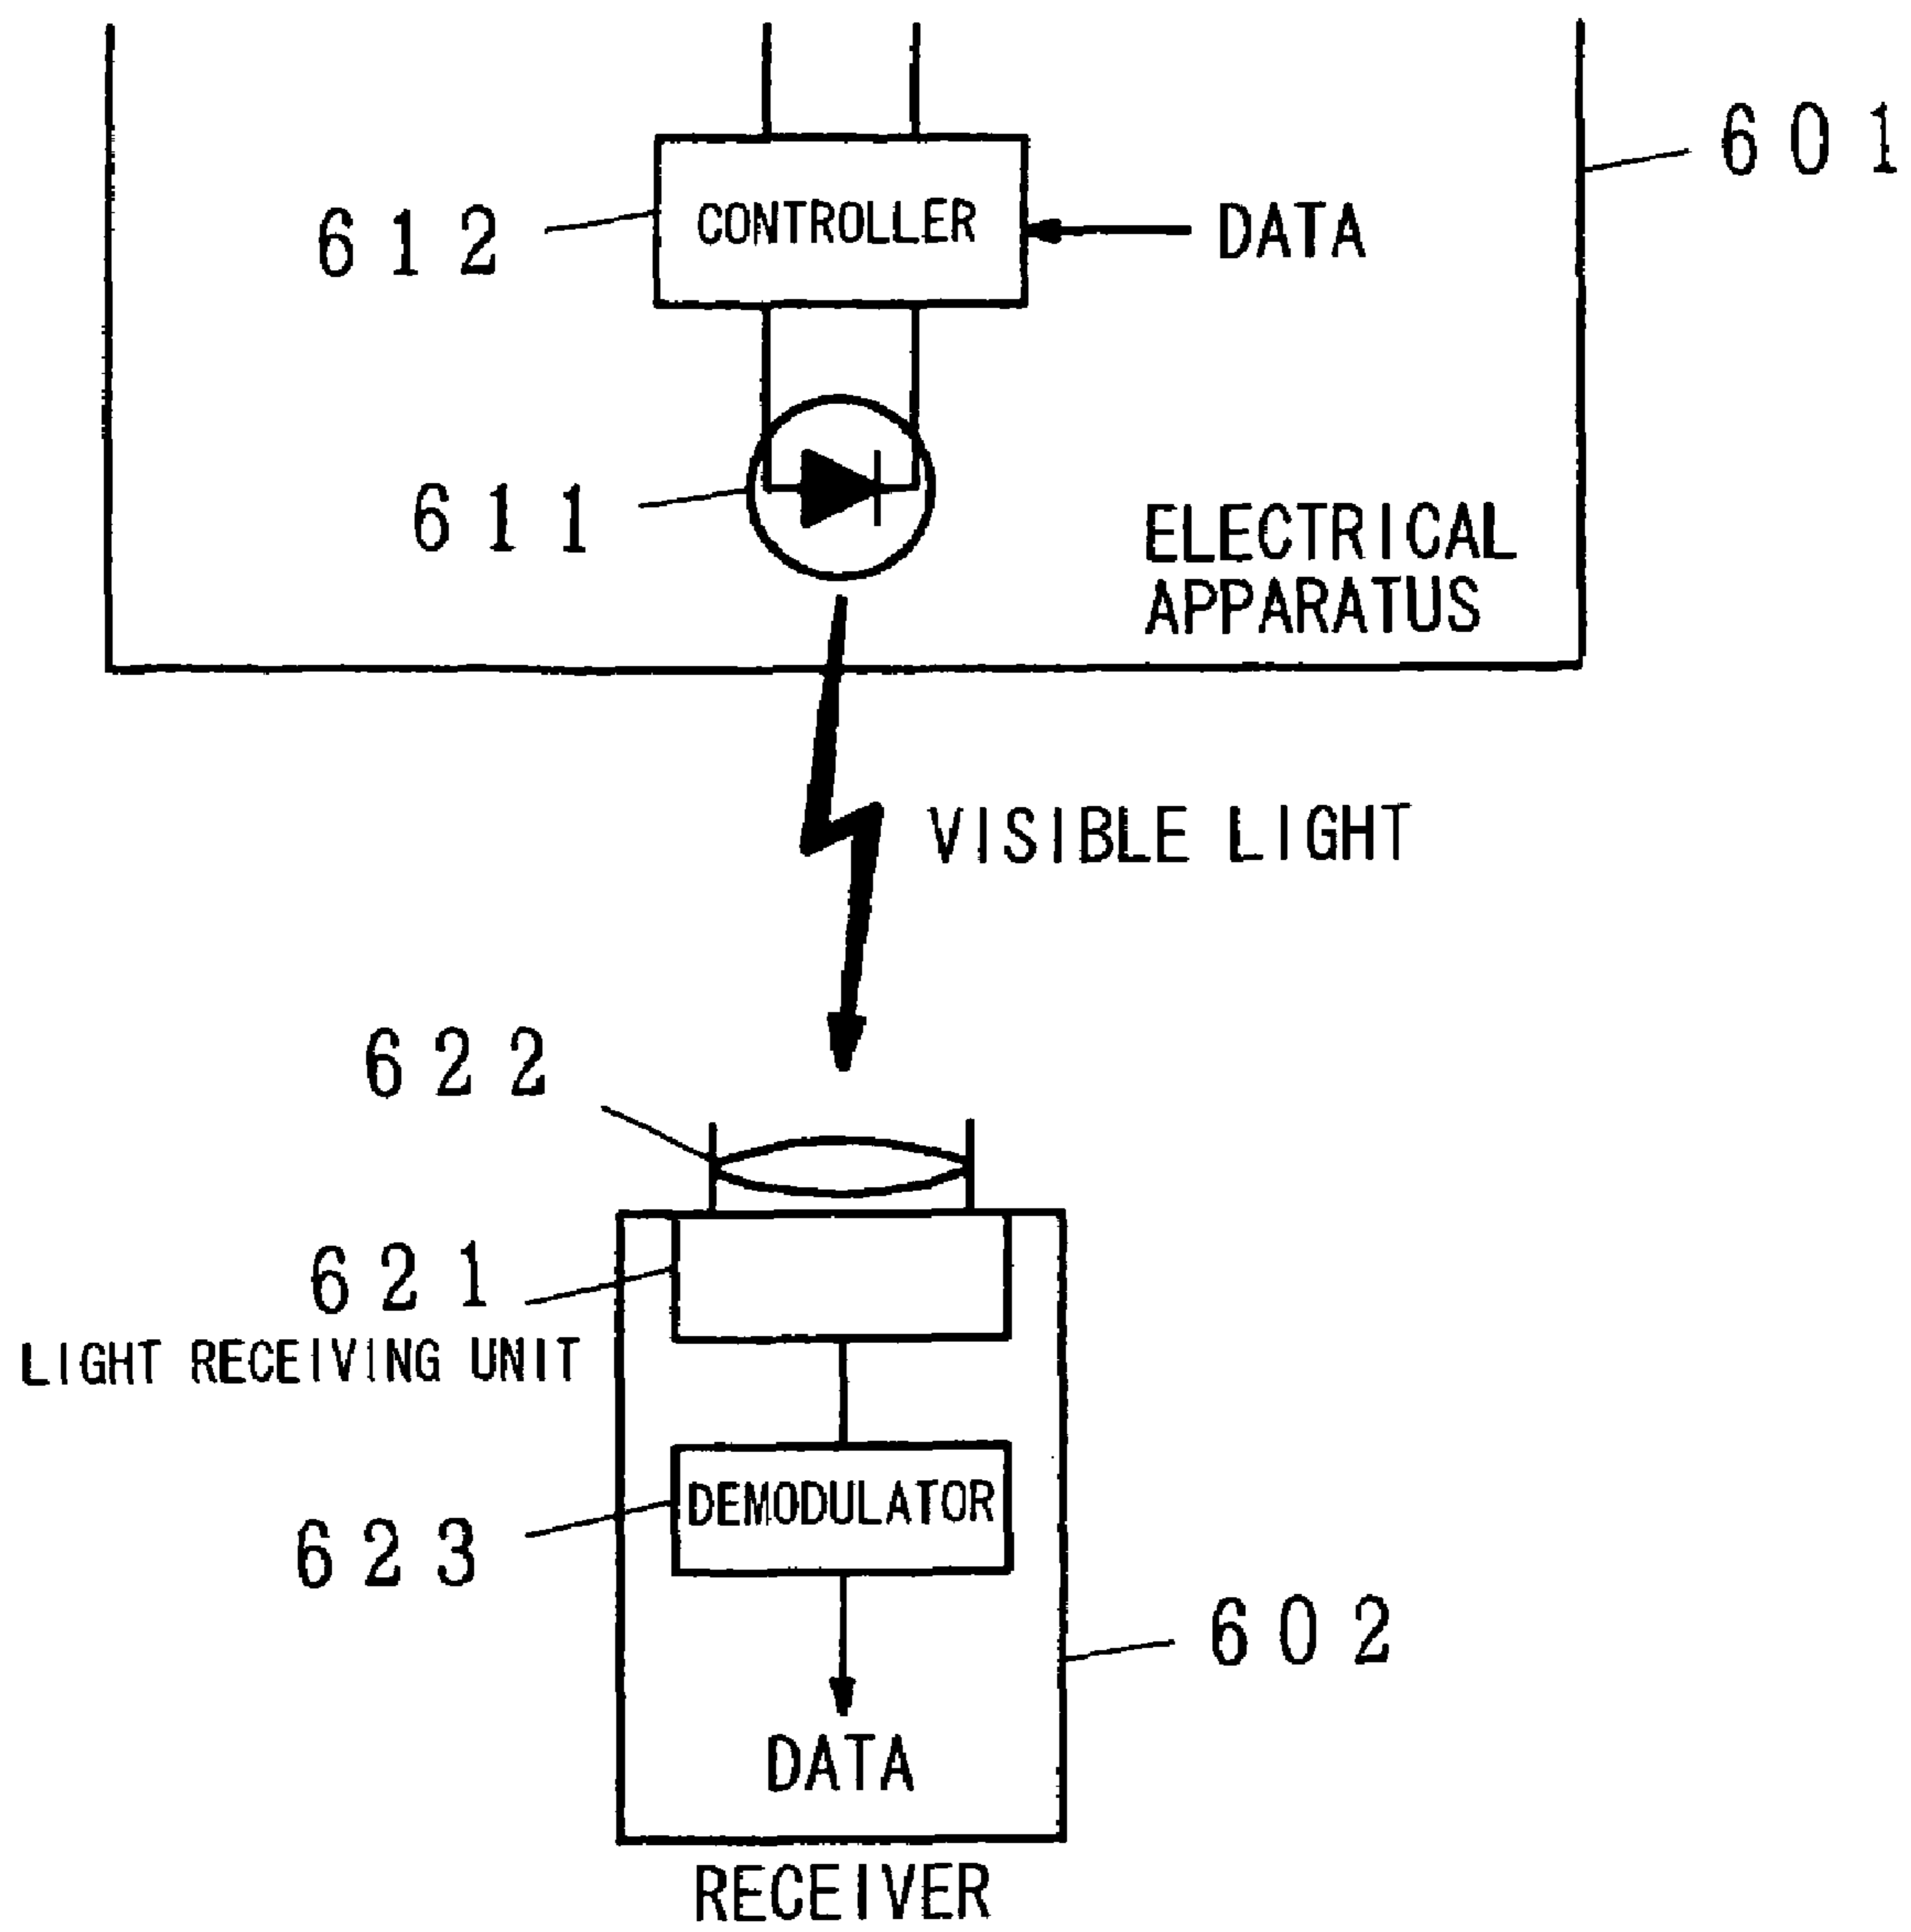 601
612
CONTROLLER
DATA
611
ELECTRICAL
APPARATUS
VISIBLE LIGHT
622
621
LIGHT RECEIVING UNIT
623
DEMODULATOR
602
DATA
RECEIVER